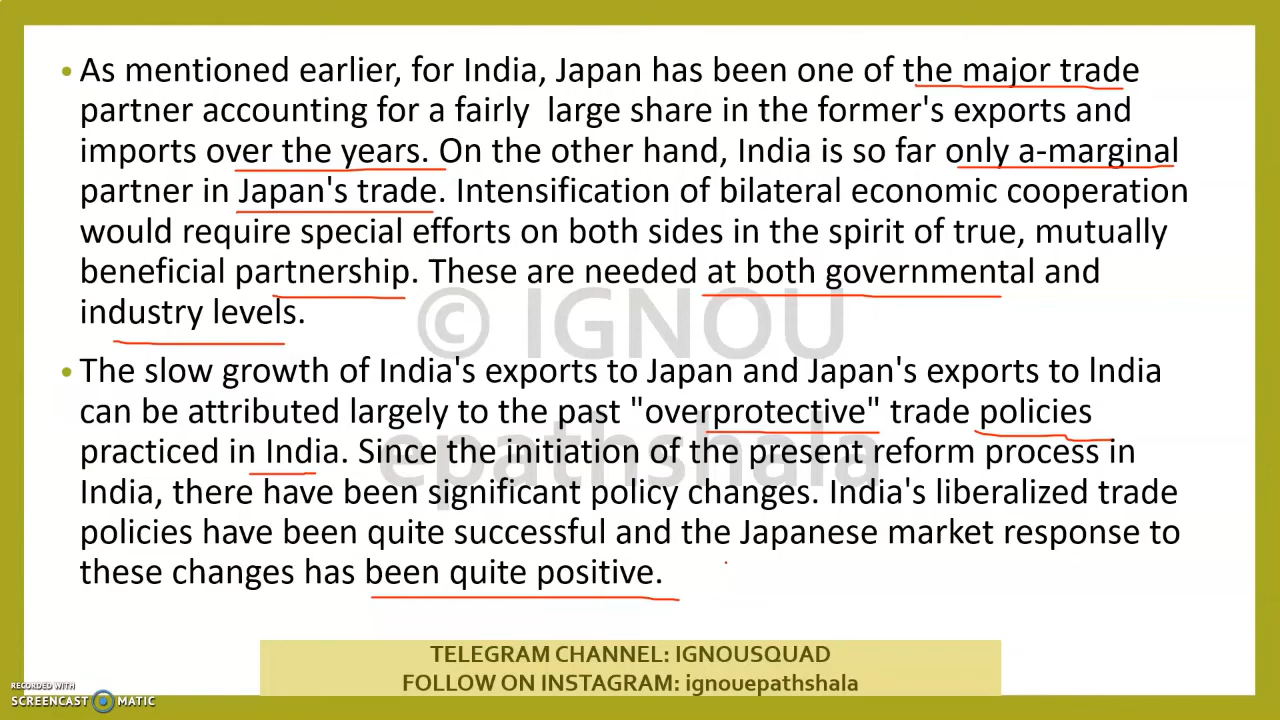 • As mentioned earlier, for India, Japan has been one of the major trade
partner accounting for a fairly large share in the former's exports and
imports over the years. On the other hand, India is so far only a-marginal
partner in Japan's trade. Intensification of bilateral economic cooperation
would require special efforts on both sides in the spirit of true, mutually
beneficial partnership. These are needed at both governmental and
industry levels.
© IGNOU
• The slow growth of India's exports to Japan and Japan's exports to lndia
can be attributed largely to the past "overprotective" trade policies
practiced in India. Since the initiation of the present reform process in
epathshala
India, there have been significant policy changes. India's liberalized trade
policies have been quite successful and the Japanese market response to
these changes has been quite positive.
TELEGRAM CHANNEL: IGNOUSQUAD
FOLLOW ON INSTAGRAM: ignouepathshala
RECORDED WITH
SCREENCAST MATIC